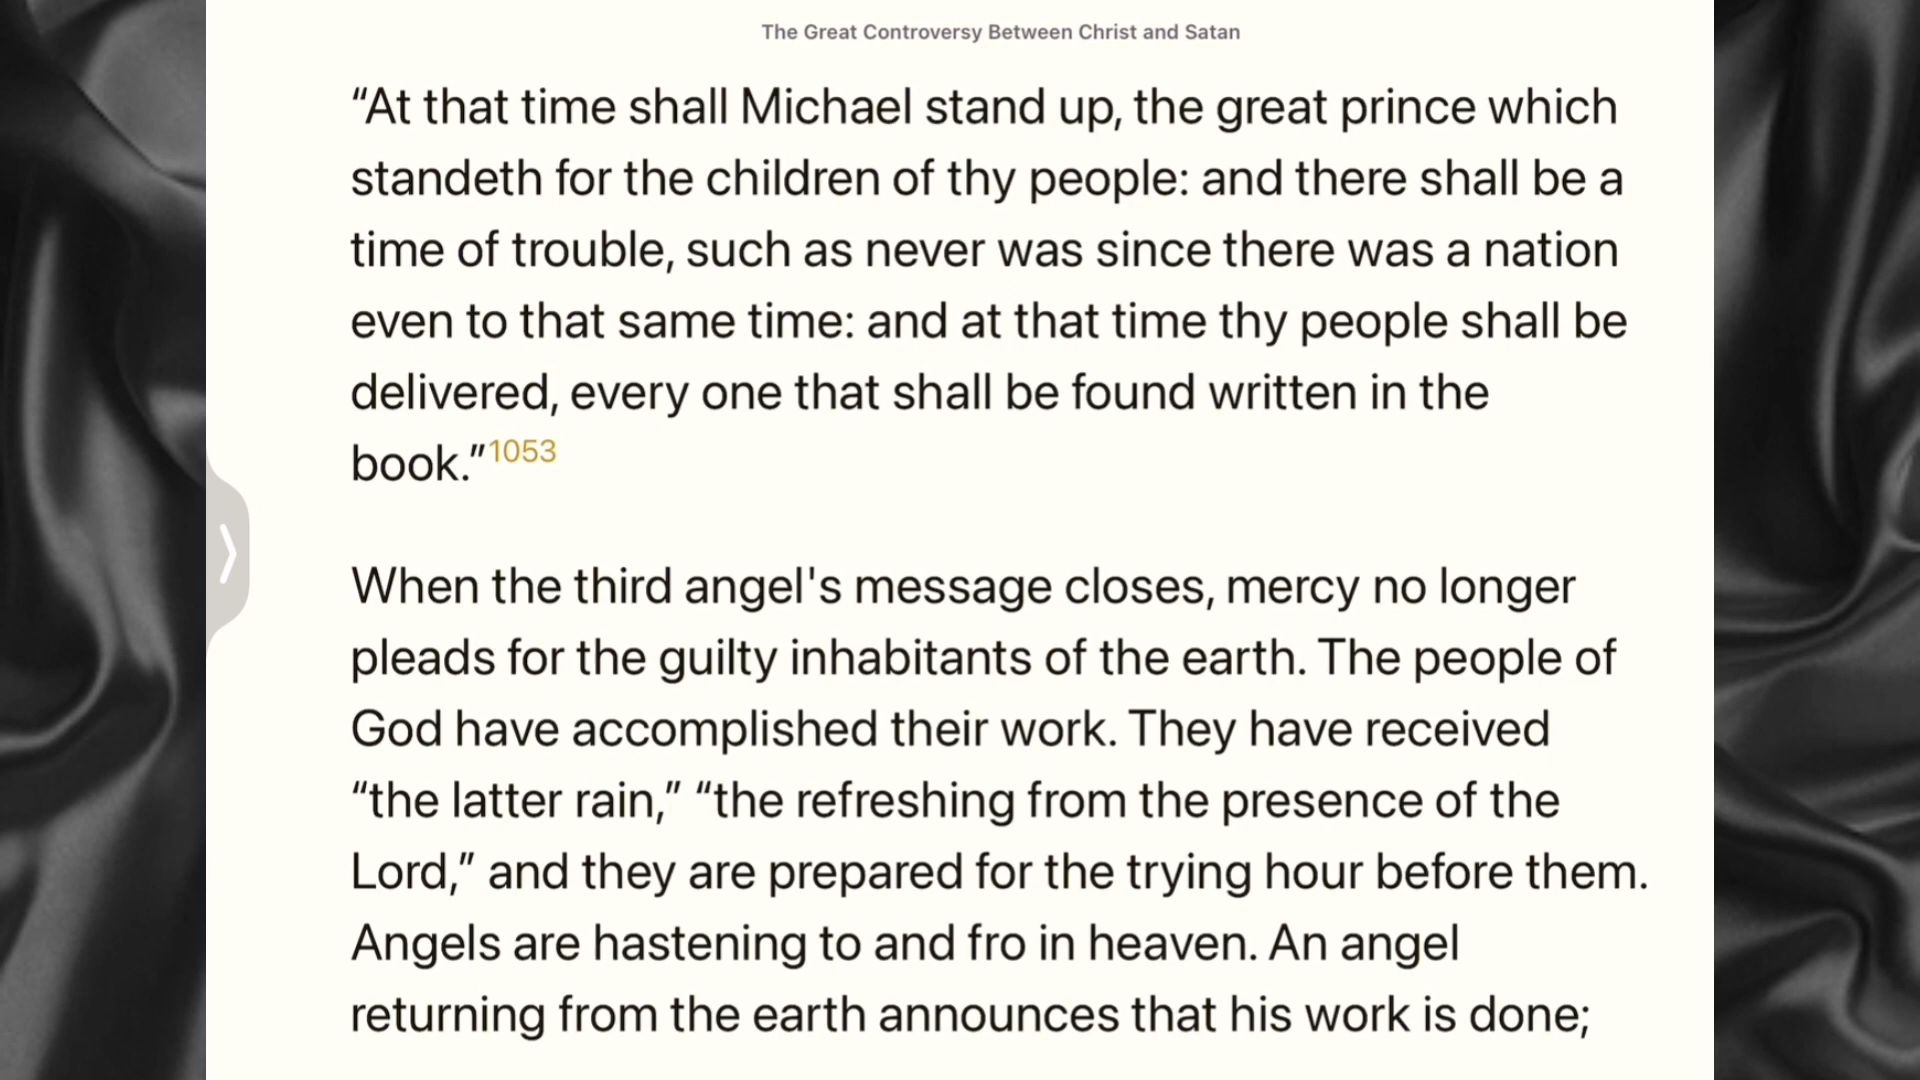 The Great Controversy Between Christ and Satan
“At that time shall Michael stand up, the great prince which
standeth for the children of thy people: and there shall be a
time of trouble, such as never was since there was a nation
even to that same time: and at that time thy people shall be
delivered, every one that shall be found written in the
book.”1053
When the third angel's message closes, mercy no longer
pleads for the guilty inhabitants of the earth. The people of
God have accomplished their work. They have received
“the latter rain,” “the refreshing from the presence of the
Lord,” and they are prepared for the trying hour before them.
Angels are hastening to and fro in heaven. An angel
returning from the earth announces that his work is done;